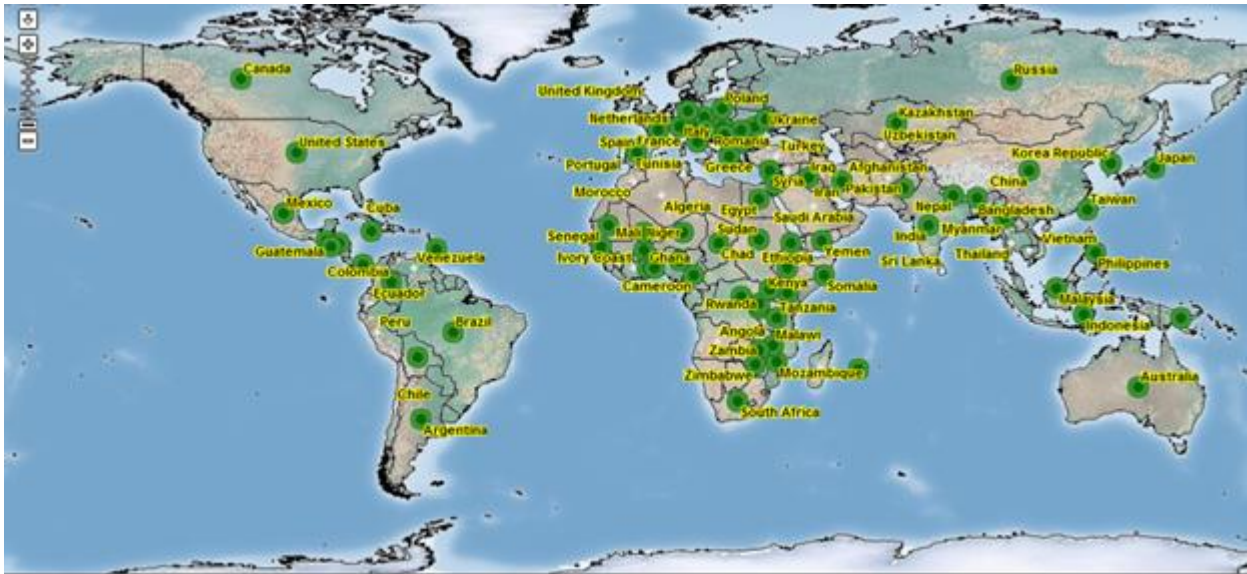 Canada
Russia
United Kingdom
Poland
Netherlands
Kazakhstan
Italy
Ukraine
United States
Spain
France
Romania
Turkey
Uzbekistan
Korea Republic
Japan
Portugal
Tunisia
Greece
Syria
Iraq
Afghanistan
Iran
Pakistan
China
Morocco
Mexico
Cuba
Algeria
Egypt
Saudi Arabia
Nepal
Bangladesh
Taiwan
Senegal
Mali
Niger
Sudan
India
Myanmar
Vietnam
Guatemala
Venezuela
Ivory Coast
Ghana
Chad
Ethiopia
Yemen
Sri Lanka
Thailand
Philippines
Colombia
Ecuador
Cameroon
Kenya
Somalia
Rwanda
Tanzania
Malaysia
Peru
Brazil
Angola
Malawi
Indonesia
Zambia
Zimbabwe
Mozambique
Australia
Chile
South Africa
Argentina